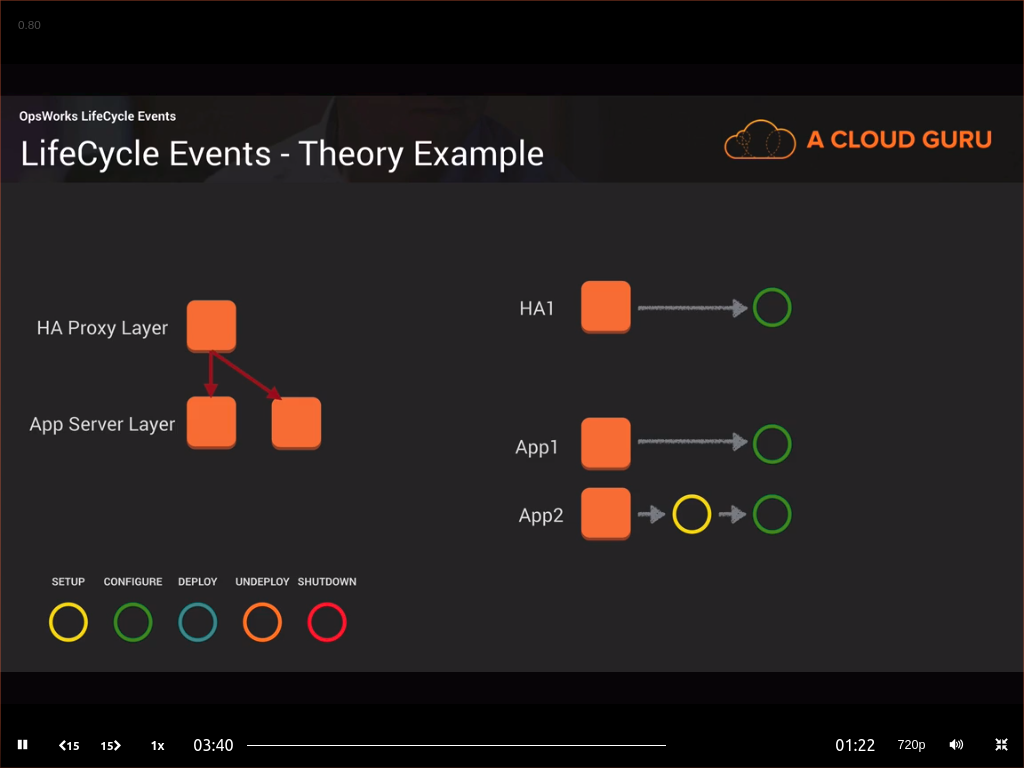 0.80
OpsWorks LifeCycle Events
LifeCycle Events - Theory Example
A CLOUD GURU
HA Proxy Layer
App Server Layer
HA1
App1
App2
SETUP CONFIGURE DEPLOY UNDEPLOY SHUTDOWN
15 15 1x 03:40 01:22 720p